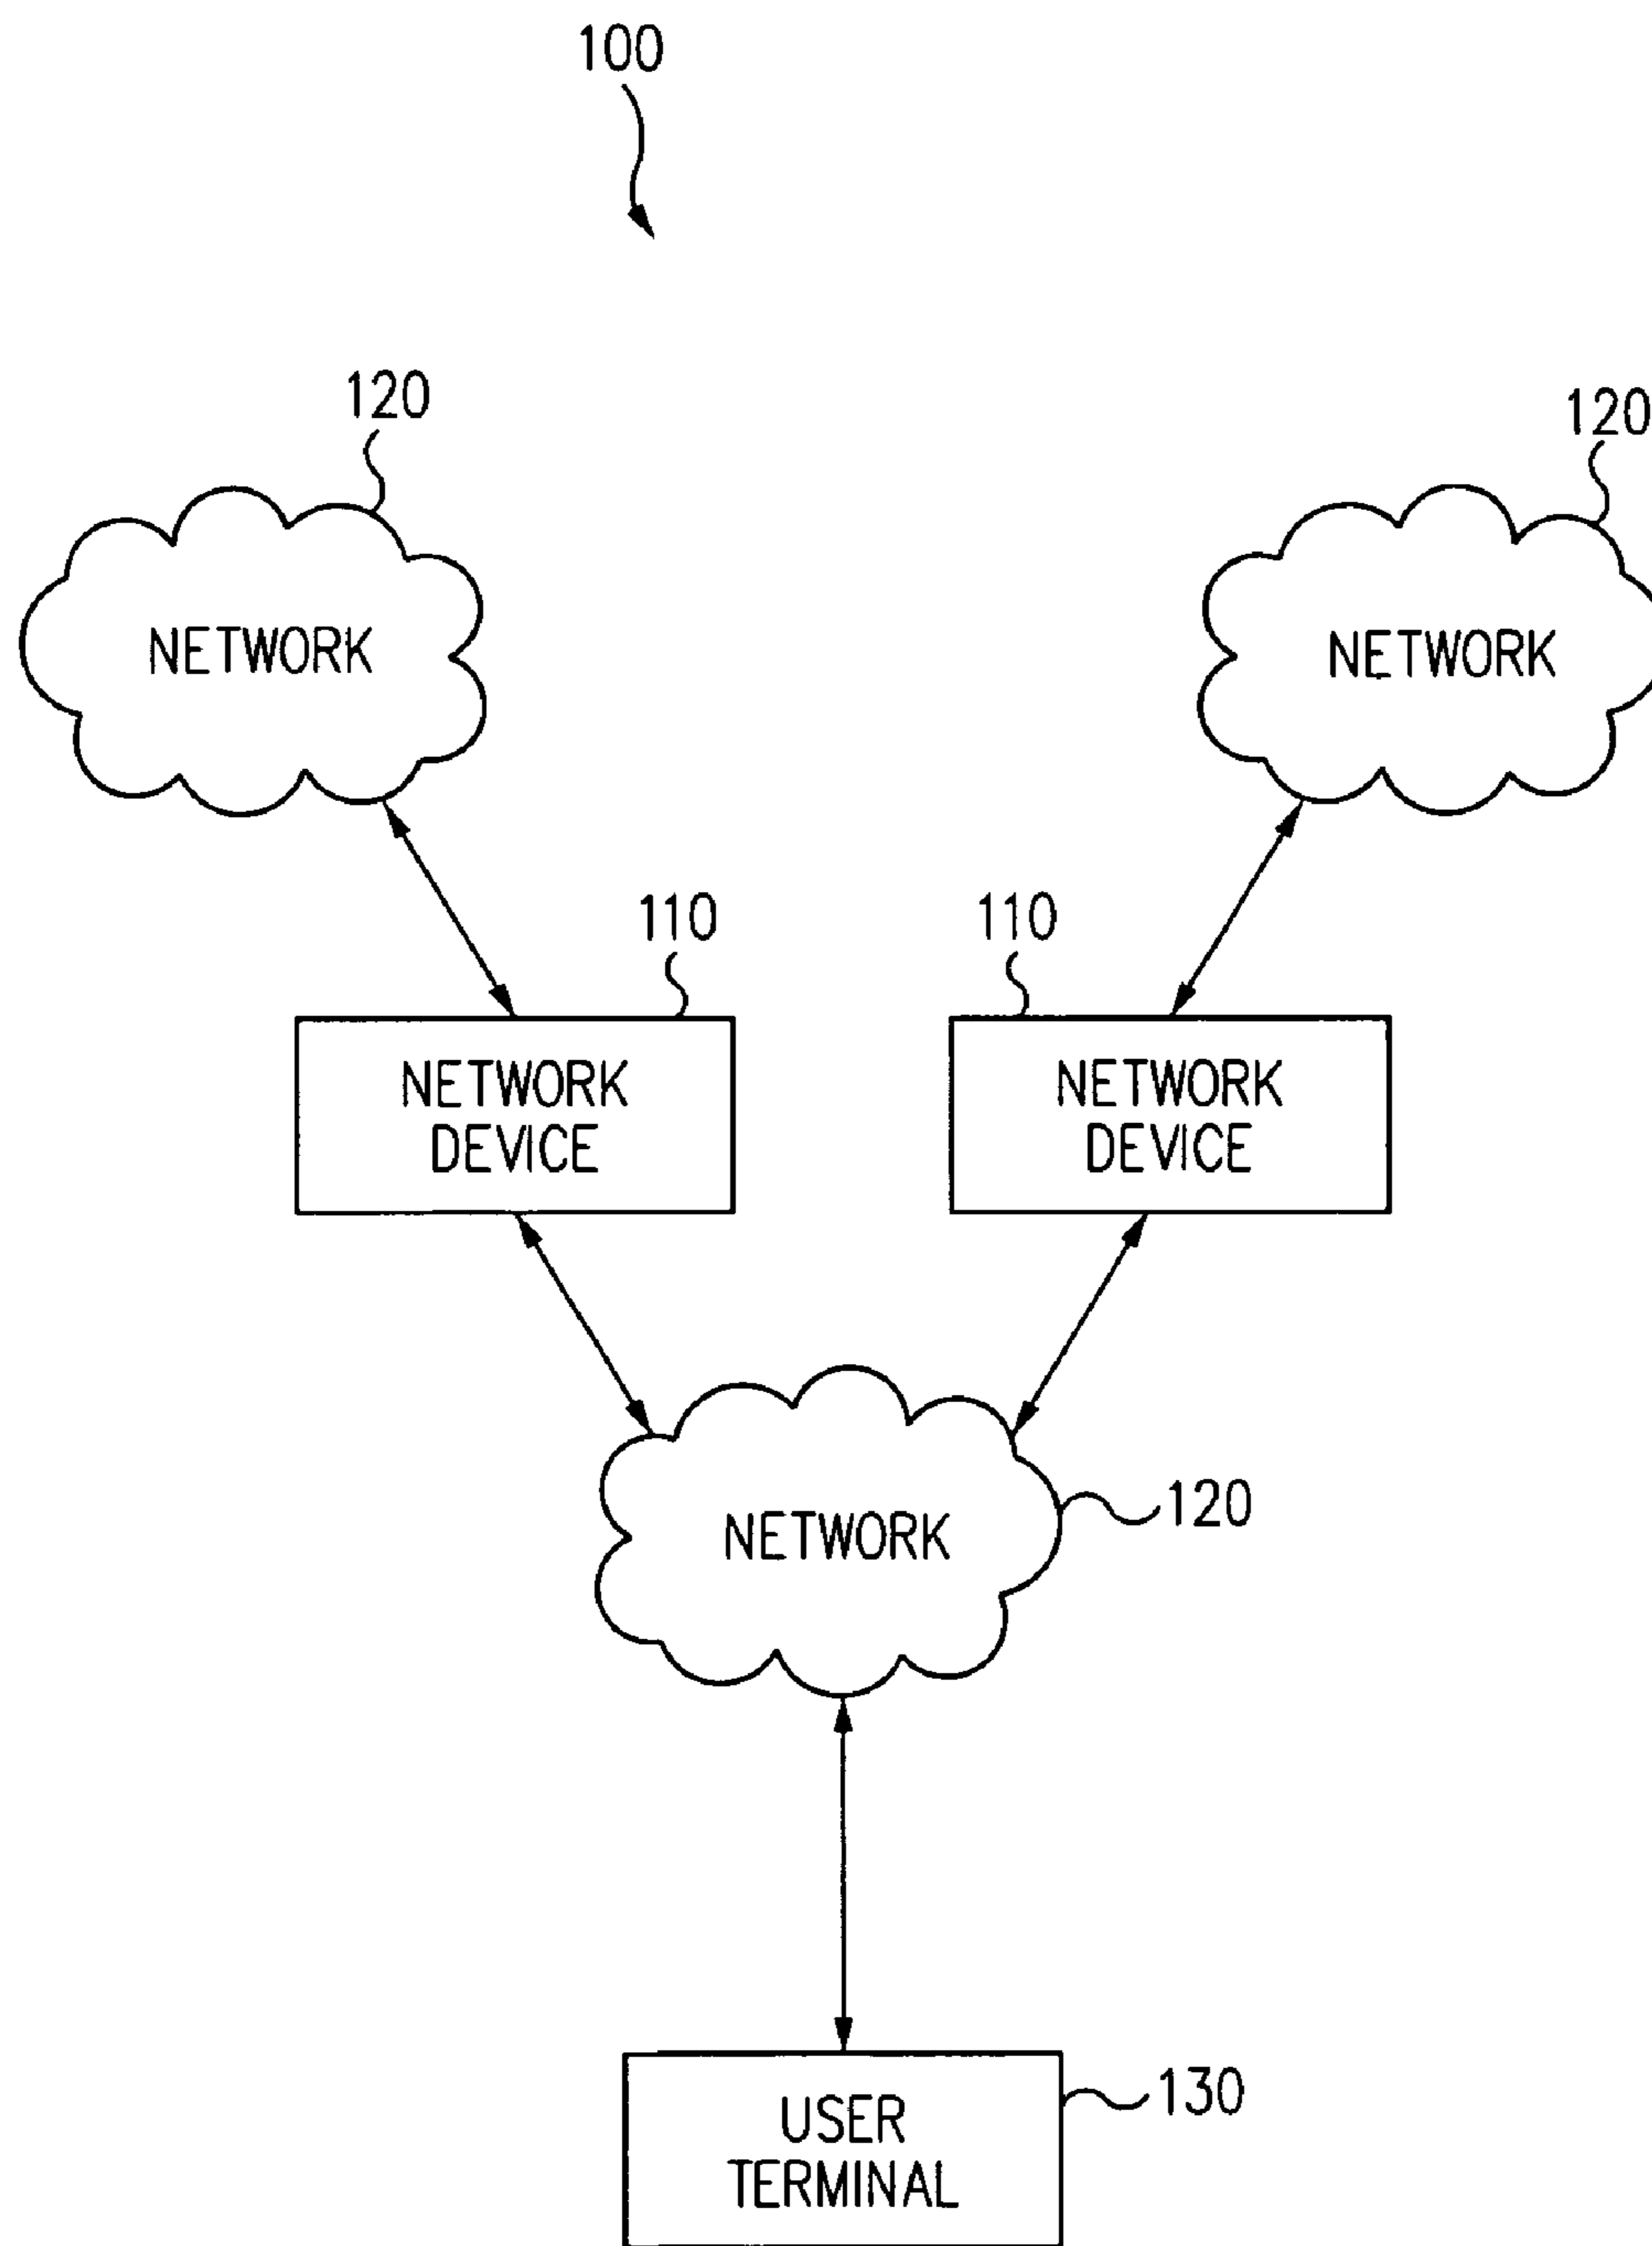 100
120
120
NETWORK
NETWORK
110
110
NETWORK
DEVICE
NETWORK
DEVICE
NETWORK
120
USER
TERMINAL
130